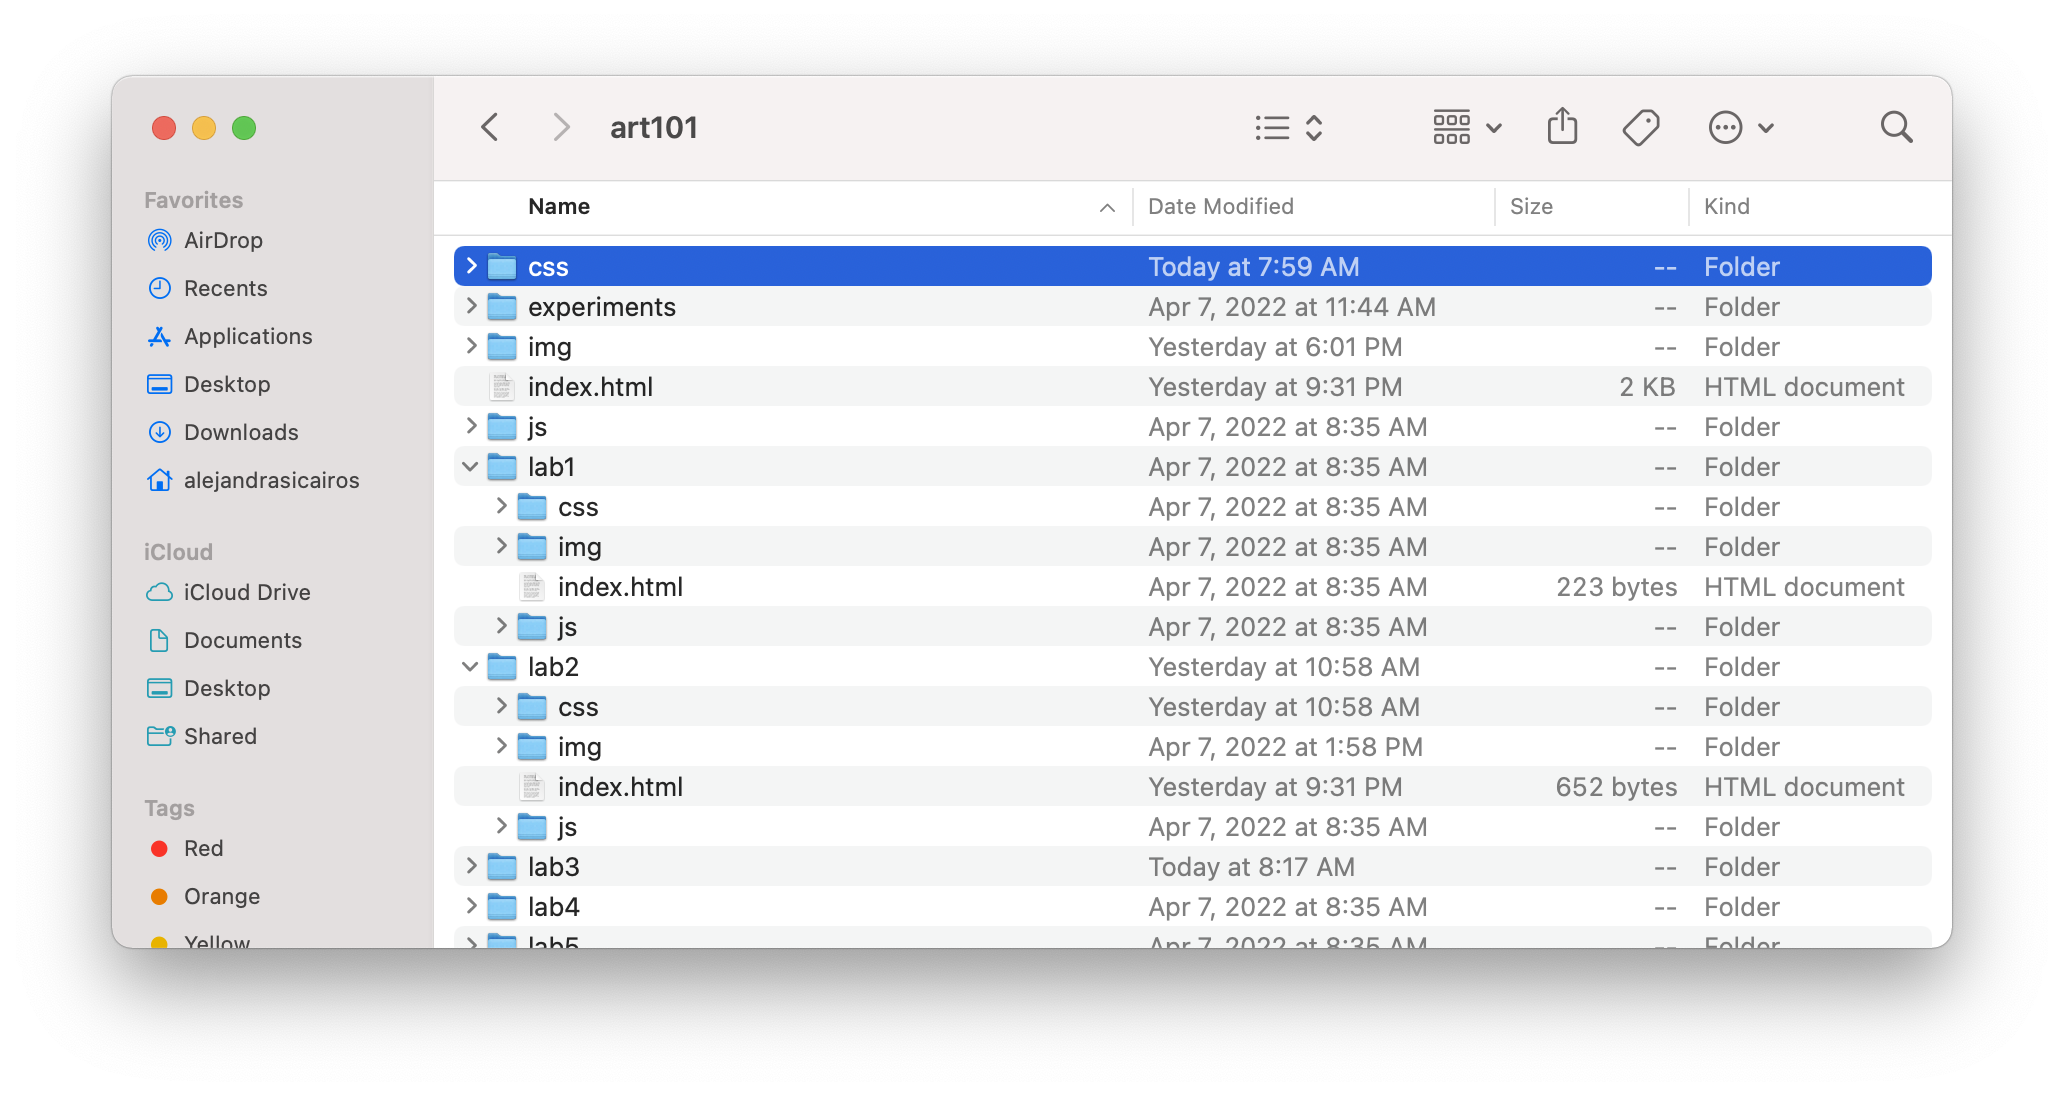 art101
Favorites
AirDrop
Recents
Applications
Desktop
Downloads
alejandrasicairos
iCloud
iCloud Drive
Documents
Desktop
Shared
Tags
Red
Orange
Yellow
Name Date Modified Size Kind
css Today at 7:59 AM -- Folder
experiments Apr 7, 2022 at 11:44 AM -- Folder
img Yesterday at 6:01 PM -- Folder
index.html Yesterday at 9:31 PM 2 KB HTML document
js Apr 7, 2022 at 8:35 AM -- Folder
lab1 Apr 7, 2022 at 8:35 AM -- Folder
css Apr 7, 2022 at 8:35 AM -- Folder
img Apr 7, 2022 at 8:35 AM -- Folder
index.html Apr 7, 2022 at 8:35 AM 223 bytes HTML document
js Apr 7, 2022 at 8:35 AM -- Folder
lab2 Yesterday at 10:58 AM -- Folder
css Yesterday at 10:58 AM -- Folder
img Apr 7, 2022 at 1:58 PM -- Folder
index.html Yesterday at 9:31 PM 652 bytes HTML document
js Apr 7, 2022 at 8:35 AM -- Folder
lab3 Today at 8:17 AM -- Folder
lab4 Apr 7, 2022 at 8:35 AM -- Folder
lab5 Apr 7, 2022 at 8:35 AM -- Folder